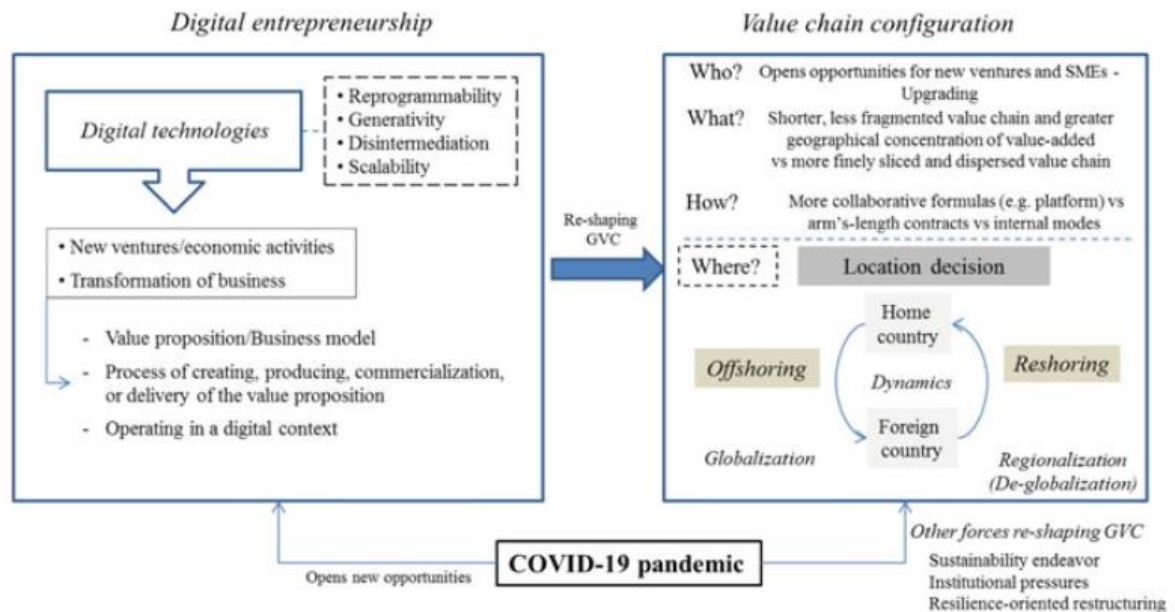 Digital entrepreneurship
Digital technologies
• Reprogrammability
• Generativity
• Disintermediation
• Scalability
• New ventures/economic activities
• Transformation of business
- Value proposition/Business model
- Process of creating, producing, commercialization,
or delivery of the value proposition
- Operating in a digital context
Re-shaping
GVC
Value chain configuration
Who? Opens opportunities for new ventures and SMEs -
Upgrading
What? Shorter, less fragmented value chain and greater
geographical concentration of value-added
vs more finely sliced and dispersed value chain
How? More collaborative formulas (e.g. platform) vs
arm's-length contracts vs internal modes
Where? Location decision
Home
country
Offshoring
Dynamics
Reshoring
Foreign
country
Globalization
Regionalization
(De-globalization)
Opens new opportunities
COVID-19 pandemic
Other forces re-shaping GVC
Sustainability endeavor
Institutional pressures
Resilience-oriented restructuring